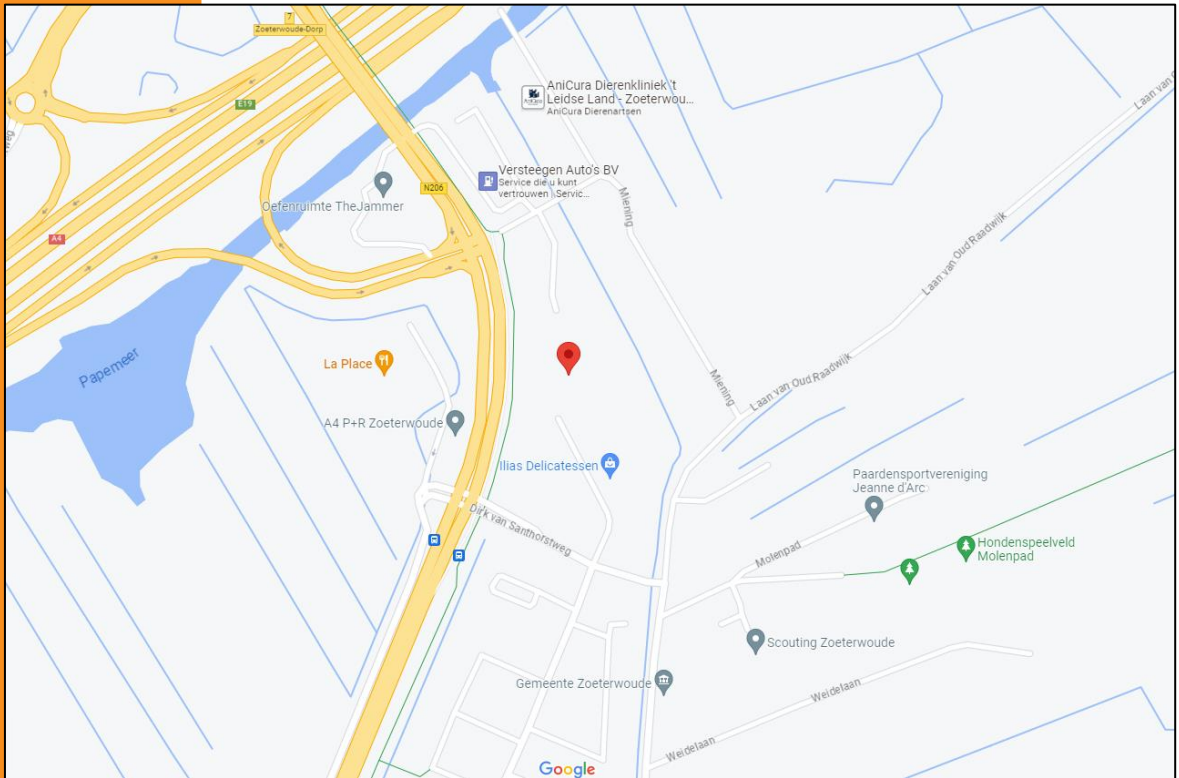 7
Zoeterwoude-Dorp
E19
weg
A4
N206
AniCura Dierenkliniek 't
Leidse Land - Zoeterwou...
AniCura Dierenartsen
Versteegen Auto's BV
Service die u kunt
vertrouwen Servic...
Oefenruimte TheJammer
Miening
Laan van O
Laan van Oud Raadwijk
Papemeer
La Place
Miening
Laan van Oud Raadwijk
A4 P+R Zoeterwoude
Ilias Delicatessen
Paardensportvereniging
Jeanne d'Arc
Dirk van Santhorstweg
Molenpad
Hondenspeelveld
Molenpad
Scouting Zoeterwoude
Gemeente Zoeterwoude
Weidelaan
Weidelaan
Google